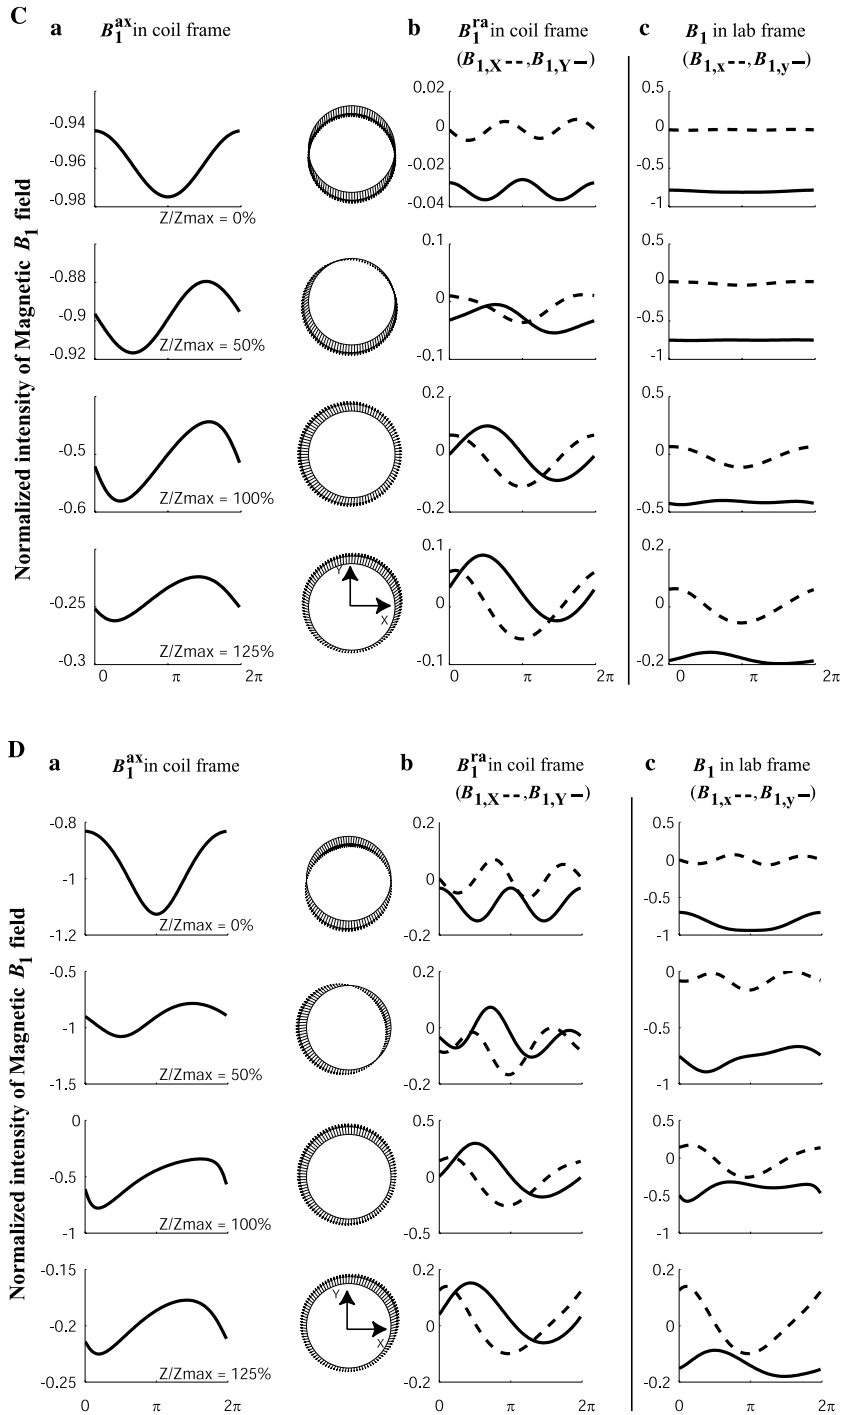 C
a
B1ax in coil frame
b
B1ra in coil frame
(B1,X --, B1,Y —)
c
B1 in lab frame
(B1,x --, B1,y —)
Normalized intensity of Magnetic B1 field
-0.94
-0.96
-0.98
Z/Zmax = 0%
0.02
0
-0.02
-0.04
0.5
0
-0.5
-1
-0.88
-0.9
-0.92
Z/Zmax = 50%
0.1
0
-0.1
0.5
0
-0.5
-1
-0.5
-0.6
Z/Zmax = 100%
0.2
0
-0.2
0.5
0
-0.5
-0.25
-0.3
Z/Zmax = 125%
Y
X
0.1
0
-0.1
0.2
0
-0.2
0 π 2π
0 π 2π
0 π 2π
D
a
B1ax in coil frame
b
B1ra in coil frame
(B1,X --, B1,Y —)
c
B1 in lab frame
(B1,x --, B1,y —)
Normalized intensity of Magnetic B1 field
-0.8
-1
-1.2
Z/Zmax = 0%
0.2
0
-0.2
0.5
0
-0.5
-1
-0.5
-1
-1.5
Z/Zmax = 50%
0.2
0
-0.2
0
-0.5
-1
0
-0.5
-1
Z/Zmax = 100%
0.5
0
-0.5
0.5
0
-0.5
-1
-0.15
-0.2
-0.25
Z/Zmax = 125%
Y
X
0.2
0
-0.2
0.2
0
-0.2
0 π 2π
0 π 2π
0 π 2π